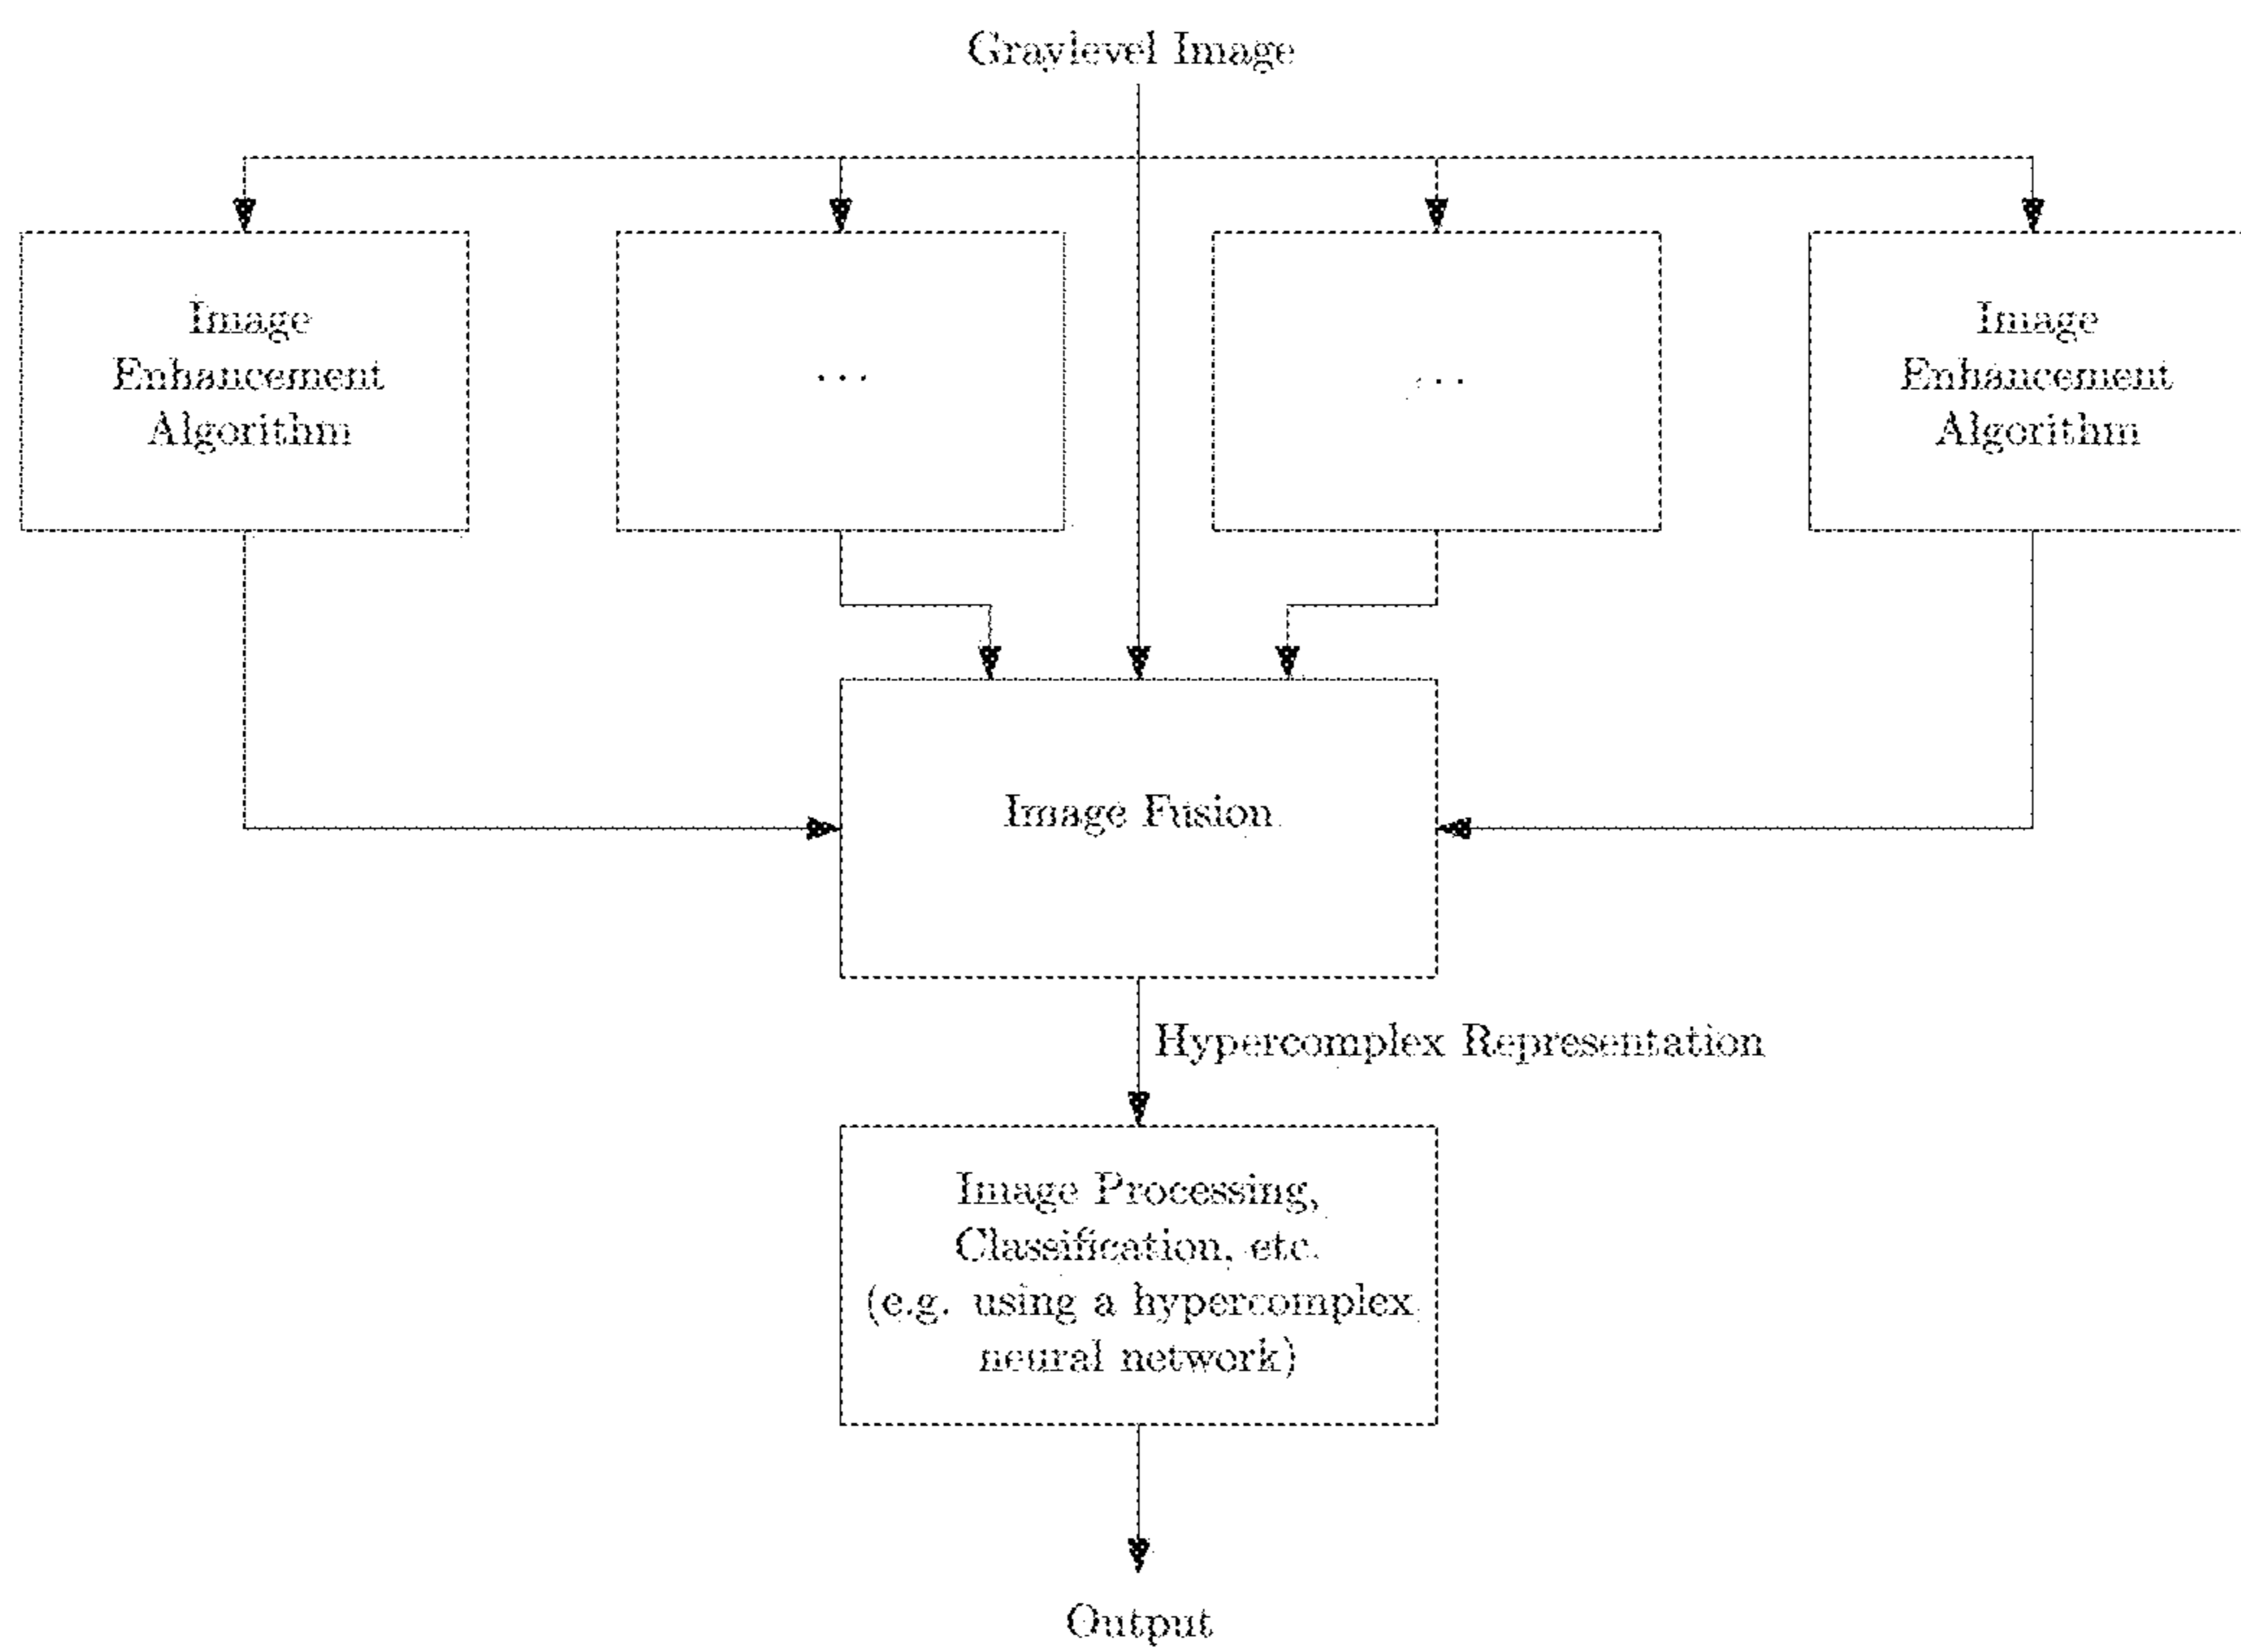 Graylevel Image
Image
Enhancement
Algorithm
...
...
Image
Enhancement
Algorithm
Image Fusion
Hypercomplex Representation
Image Processing,
Classification, etc.
(e.g. using a hypercomplex
neural network)
Output